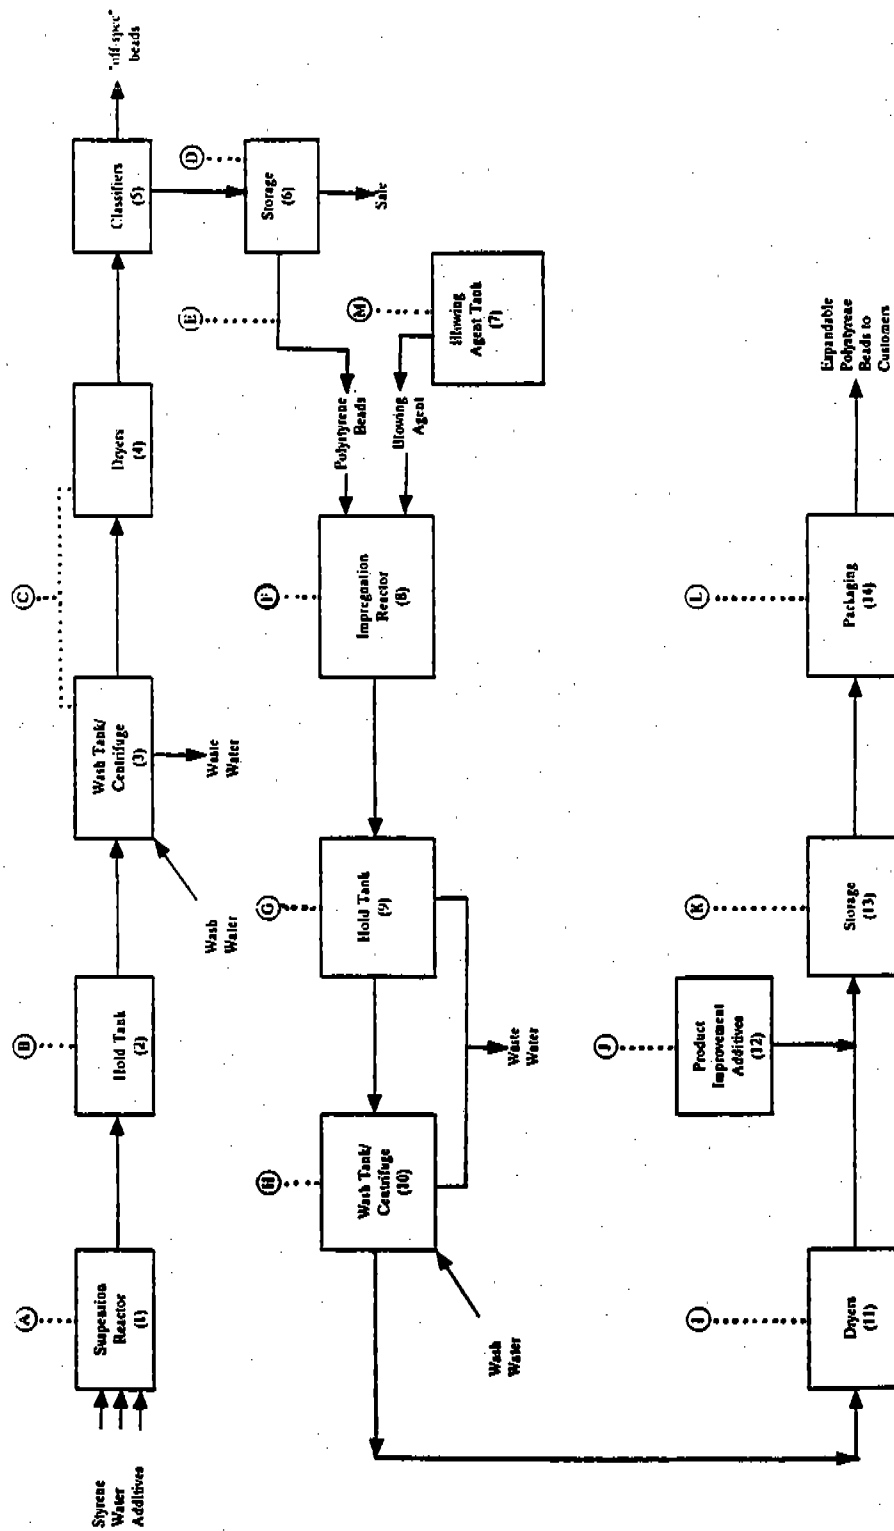 A
B
C
Styrene
Water
Additives
Suspension
Reactor
(1)
Hold Tank
(2)
Wash Tank/
Centrifuge
(3)
Dryers
(4)
Classifiers
(5)
"off-spec"
beads
Wash
Water
Waste
Water
D
Storage
(6)
Sale
E
M
Blowing
Agent Tank
(7)
Polystyrene
Beads
Blowing
Agent
H
G
F
Wash Tank/
Centrifuge
(10)
Hold Tank
(9)
Impregnation
Reactor
(8)
Wash
Water
Waste
Water
J
Product
Improvement
Additives
(12)
I
K
L
Dryers
(11)
Storage
(13)
Packaging
(14)
Expandable
Polystyrene
Beads to
Customers